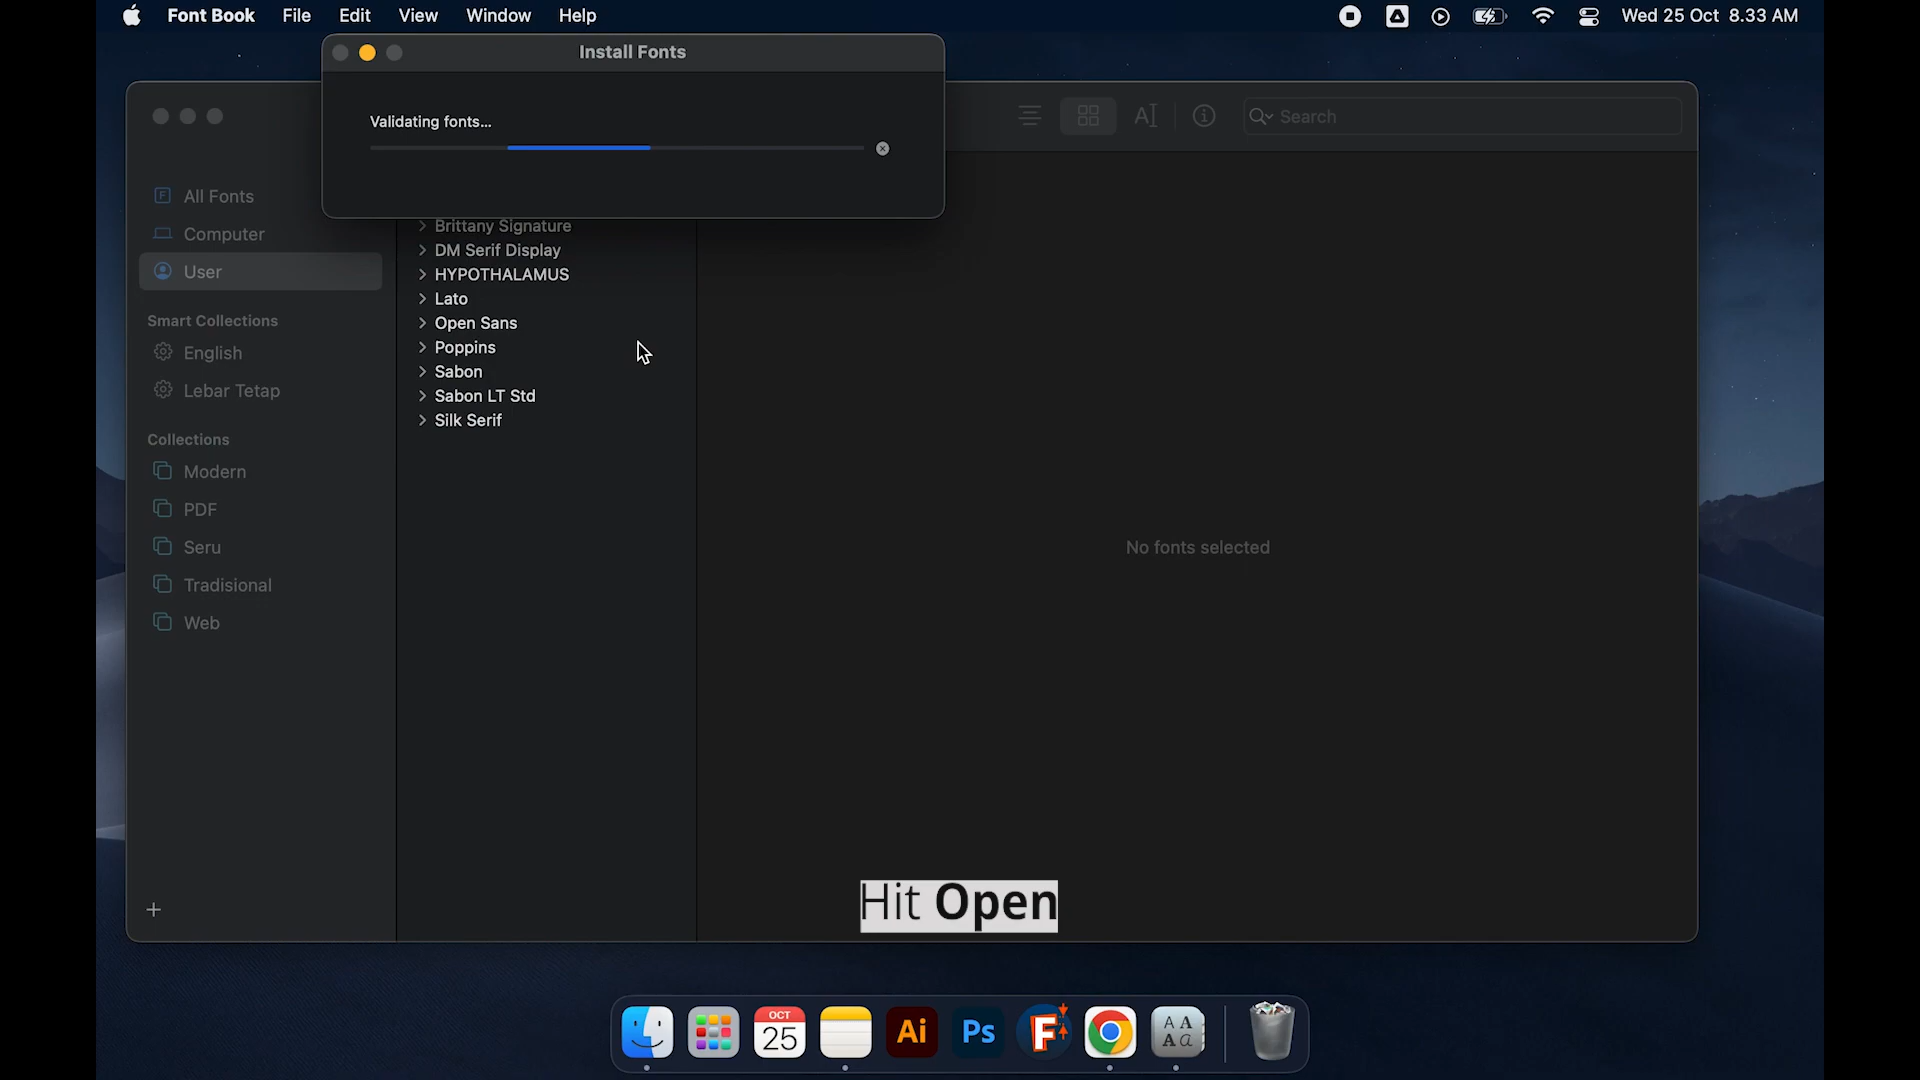 Font Book File Edit View Window Help Wed 25 Oct 8.33 AM
Install Fonts
Validating fonts...
Search
All Fonts
Computer
User
Smart Collections
English
Lebar Tetap
Collections
Modern
PDF
Seru
Tradisional
Web
Brittany Signature
DM Serif Display
HYPOTHALAMUS
Lato
Open Sans
Poppins
Sabon
Sabon LT Std
Silk Serif
No fonts selected
Hit Open
OCT
25
Ai
Ps
F
A A
A a